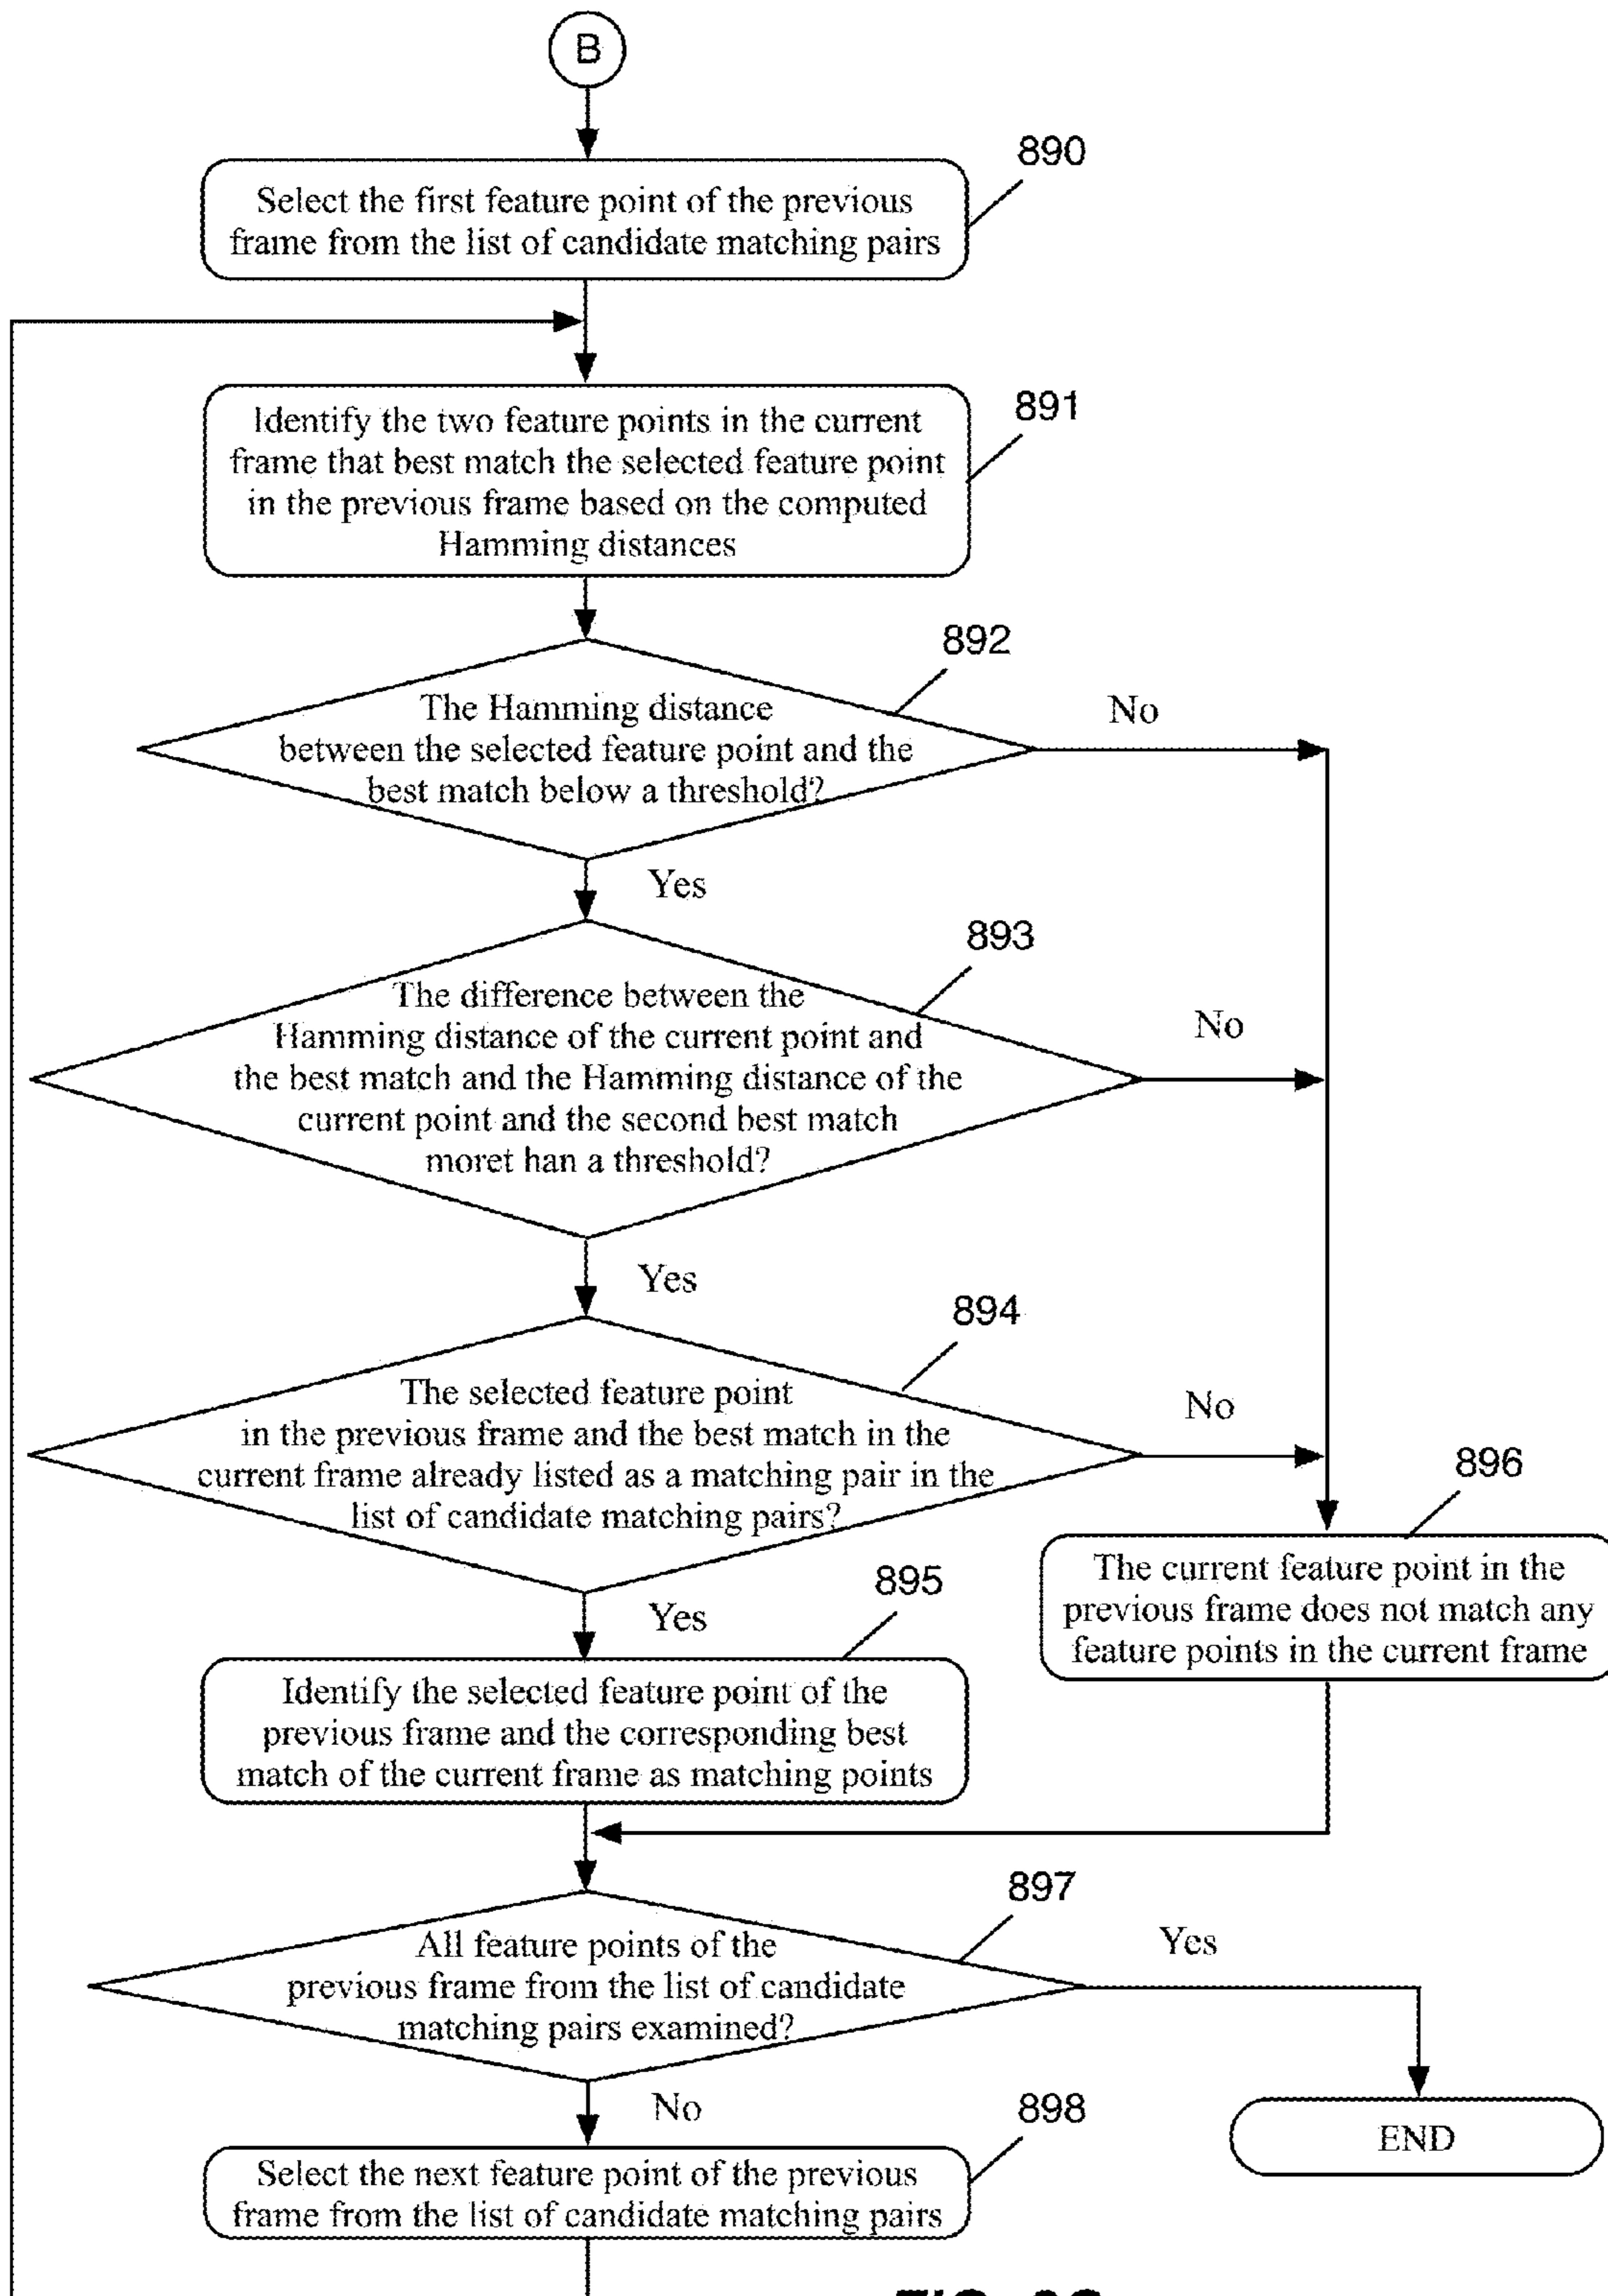 B
890
Select the first feature point of the previous
frame from the list of candidate matching pairs
891
Identify the two feature points in the current
frame that best match the selected feature point
in the previous frame based on the computed
Hamming distances
892
The Hamming distance
between the selected feature point and the
best match below a threshold?
No
Yes
893
The difference between the
Hamming distance of the current point and
the best match and the Hamming distance of the
current point and the second best match
moret han a threshold?
No
Yes
894
The selected feature point
in the previous frame and the best match in the
current frame already listed as a matching pair in the
list of candidate matching pairs?
No
Yes
896
The current feature point in the
previous frame does not match any
feature points in the current frame
895
Identify the selected feature point of the
previous frame and the corresponding best
match of the current frame as matching points
897
All feature points of the
previous frame from the list of candidate
matching pairs examined?
Yes
No
END
898
Select the next feature point of the previous
frame from the list of candidate matching pairs